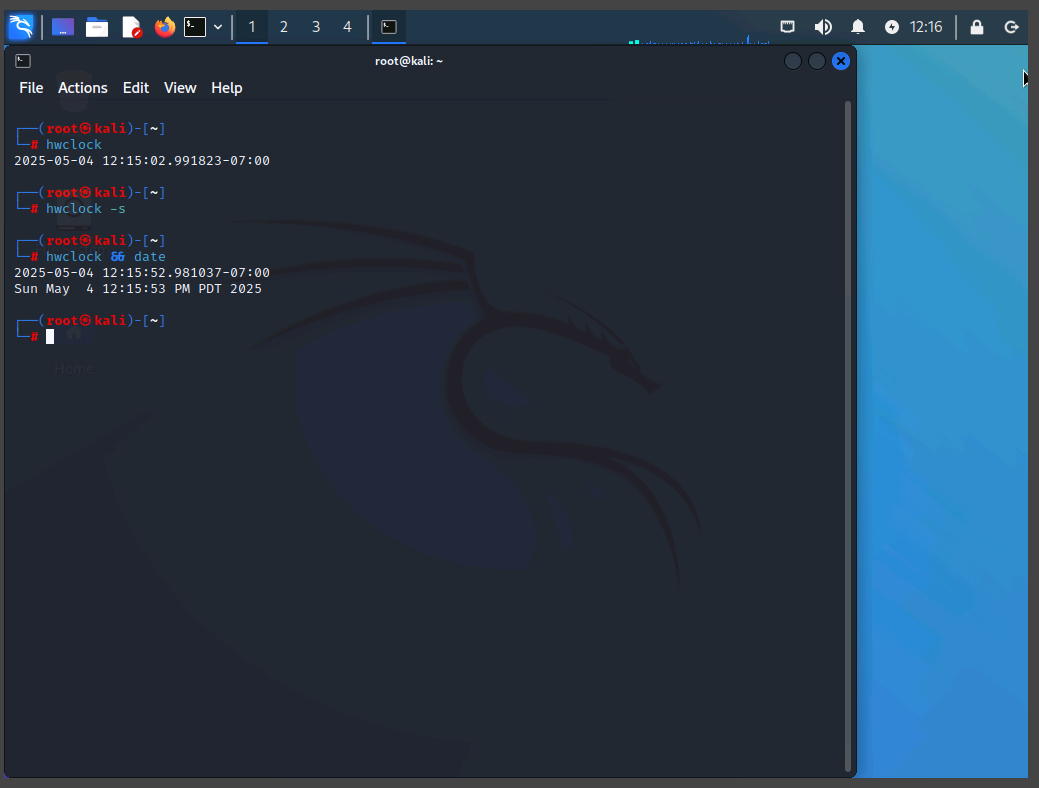 1 2 3 4 12:16
root@kali: ~
File Actions Edit View Help
┌──(root㉿kali)-[~]
└─# hwclock
2025-05-04 12:15:02.991823-07:00
┌──(root㉿kali)-[~]
└─# hwclock -s
┌──(root㉿kali)-[~]
└─# hwclock && date
2025-05-04 12:15:52.981037-07:00
Sun May  4 12:15:53 PM PDT 2025
┌──(root㉿kali)-[~]
└─#
Home